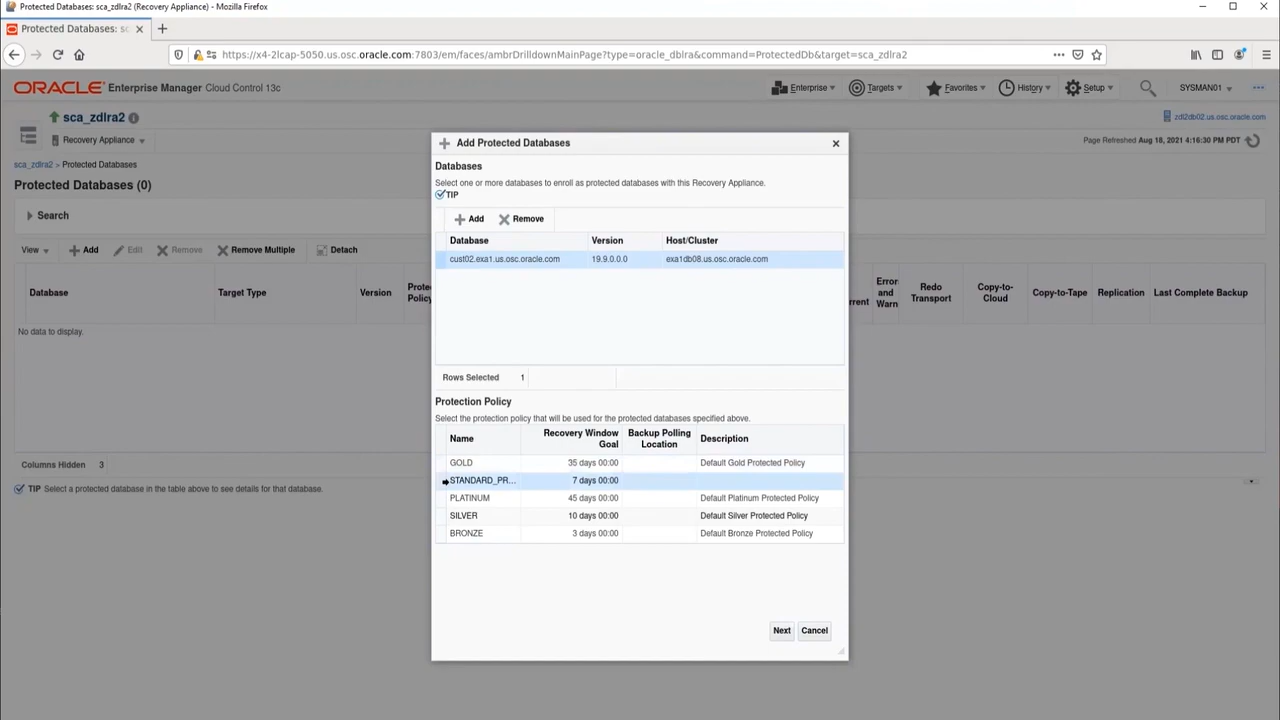 Protected Databases: sca_zdlra2 (Recovery Appliance) - Mozilla Firefox
Protected Databases: sc
https://x4-2lcap-5050.us.osc.oracle.com:7803/em/faces/ambrDrilldownMainPage?type=oracle_dblra&command=ProtectedDb&target=sca_zdlra2
ORACLE Enterprise Manager Cloud Control 13c
Enterprise Targets Favorites History Setup SYSMAN01
sca_zdlra2
zdl2db02.us.osc.oracle.com
Recovery Appliance
Page Refreshed Aug 18, 2021 4:16:30 PM PDT
sca_zdlra2 > Protected Databases
Protected Databases (0)
Search
View Add Edit Remove Remove Multiple Detach
Database Target Type Version Prote Policy rrent Error and Warn Redo Transport Copy-to-Cloud Copy-to-Tape Replication Last Complete Backup
No data to display.
Columns Hidden 3
TIP Select a protected database in the table above to see details for that database.
Add Protected Databases
Databases
Select one or more databases to enroll as protected databases with this Recovery Appliance.
TIP
Add Remove
Database Version Host/Cluster
cust02.exa1.us.osc.oracle.com 19.9.0.0.0 exa1db08.us.osc.oracle.com
Rows Selected 1
Protection Policy
Select the protection policy that will be used for the protected databases specified above.
Name Recovery Window Goal Backup Polling Location Description
GOLD 35 days 00:00 Default Gold Protected Policy
STANDARD_PR... 7 days 00:00
PLATINUM 45 days 00:00 Default Platinum Protected Policy
SILVER 10 days 00:00 Default Silver Protected Policy
BRONZE 3 days 00:00 Default Bronze Protected Policy
Next Cancel